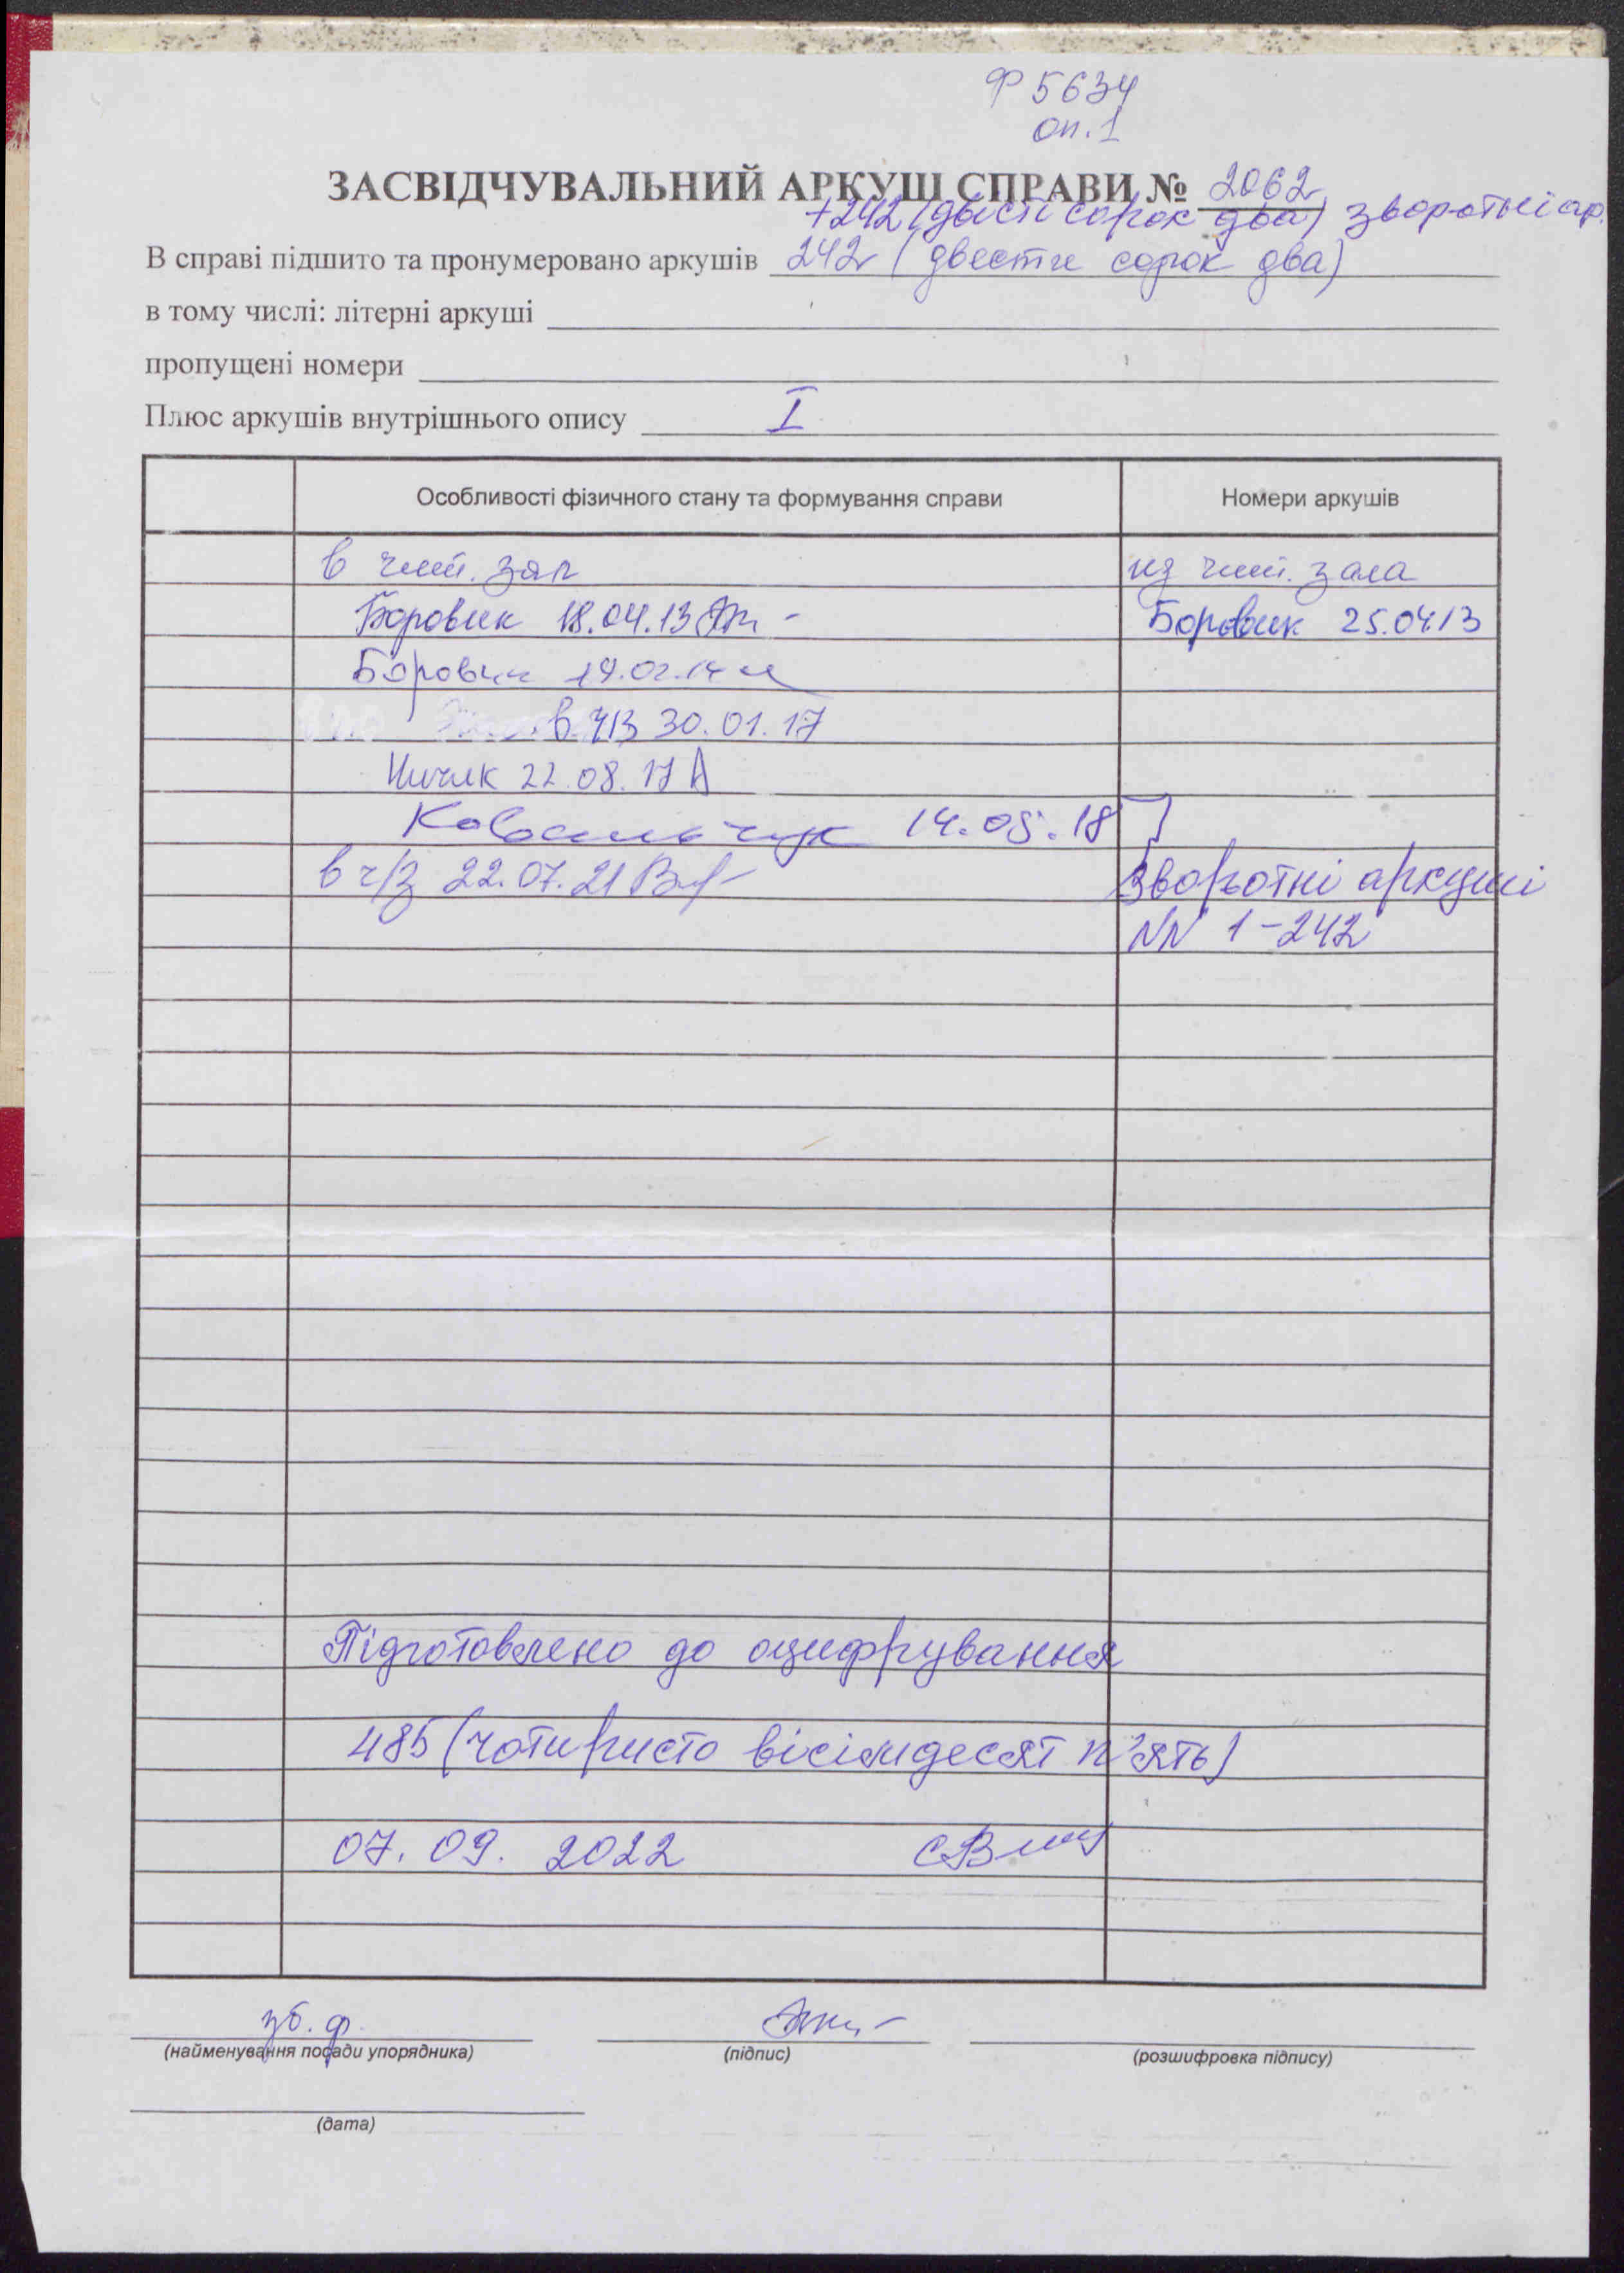 Ф 5634
оп. 1
ЗАСВІДЧУВАЛЬНИЙ АРКУШ СПРАВИ № 2062
+242 (двісті сорок два) зворотні ар.
В справі підшито та пронумеровано аркушів 242 (двести сорок два)
в тому числі: літерні аркуші
пропущені номери
Плюс аркушів внутрішнього опису I
Особливості фізичного стану та формування справи Номери аркушів
в чит. зал из чит. зала
Боровик 18.04.13 Боровик 25.04.13
Боровик 19.02.14
в ч/з 30.01.17
22.08.17
Ковальчук 14.05.18
в ч/з 22.07.21 Зворотні аркуші
NN 1-242
Підготовлено до оцифрування
485 (чотириста вісімдесят п'ять)
07. 09. 2022
зб. ф.
(найменування посади упорядника) (підпис) (розшифровка підпису)
(дата)